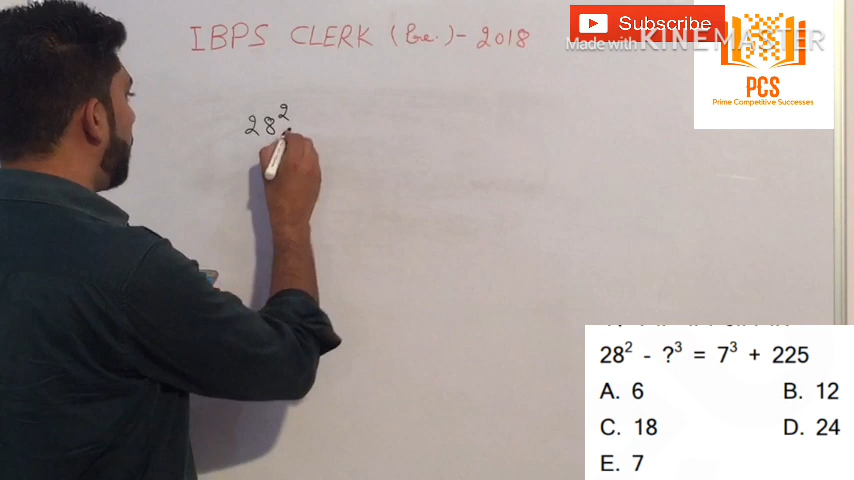 Subscribe
Made with KINEMASTER
PCS
Prime Competitive Successes
IBPS CLERK (Pre.) - 2018
28²
28² - ?³ = 7³ + 225
A. 6
B. 12
C. 18
D. 24
E. 7